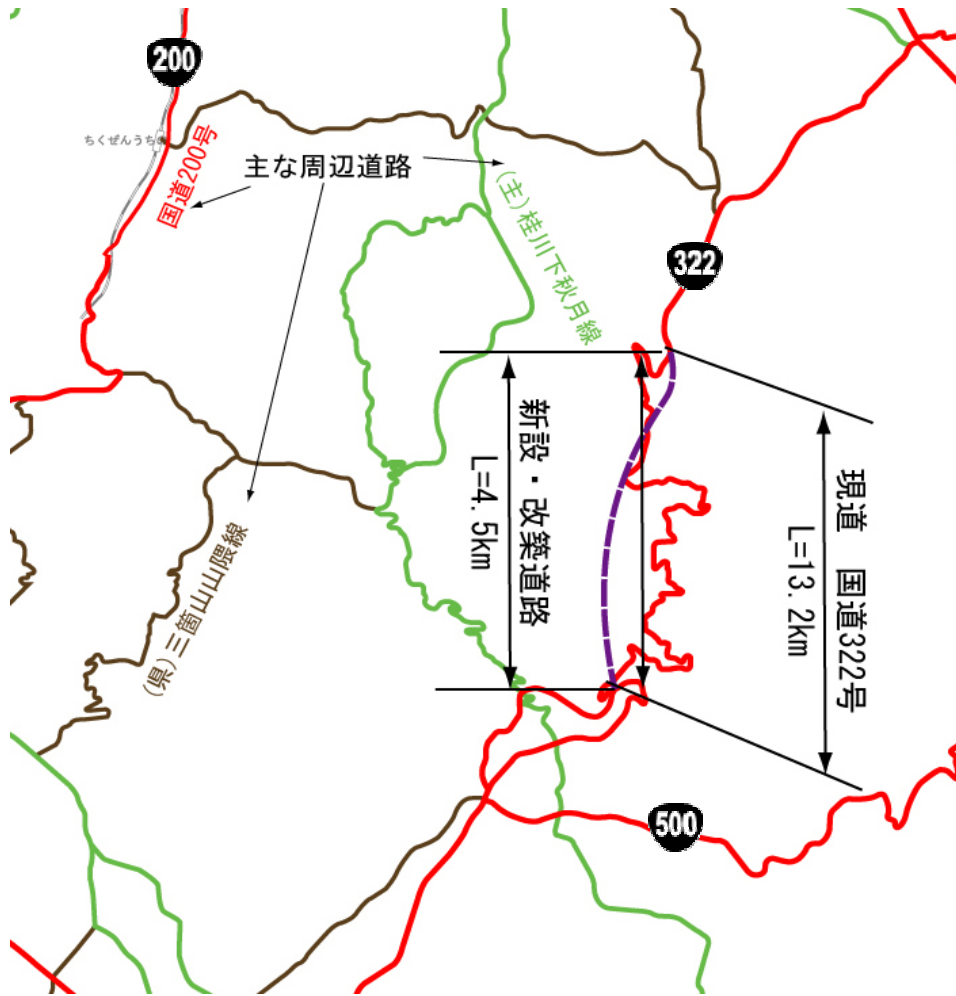 200
ちくぜんうちの
国道200号
主な周辺道路
(主)桂川下秋月線
322
新設・改築道路
L=4.5km
現道 国道322号
L=13.2km
(県)三箇山山隈線
500